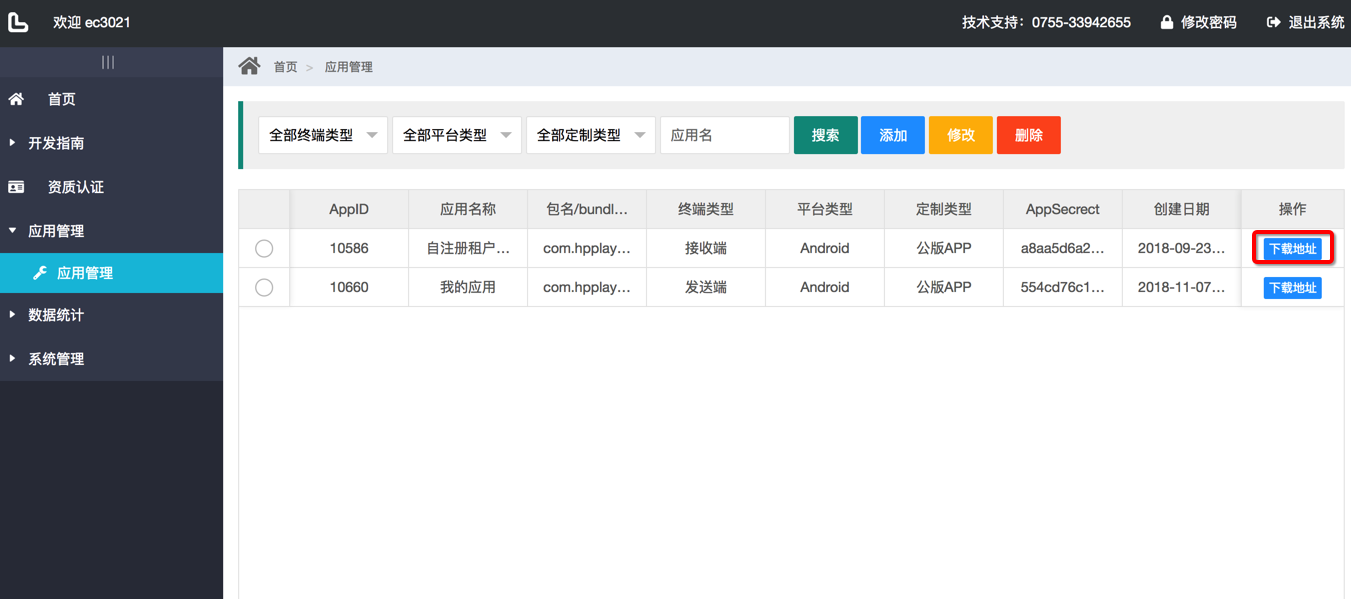 欢迎 ec3021 技术支持：0755-33942655 修改密码 退出系统
首页 > 应用管理
首页
开发指南
资质认证
应用管理
应用管理
数据统计
系统管理
全部终端类型 全部平台类型 全部定制类型 应用名 搜索 添加 修改 删除
AppID 应用名称 包名/bundl... 终端类型 平台类型 定制类型 AppSecrect 创建日期 操作
10586 自注册租户... com.hpplay... 接收端 Android 公版APP a8aa5d6a2... 2018-09-23... 下载地址
10660 我的应用 com.hpplay... 发送端 Android 公版APP 554cd76c1... 2018-11-07... 下载地址